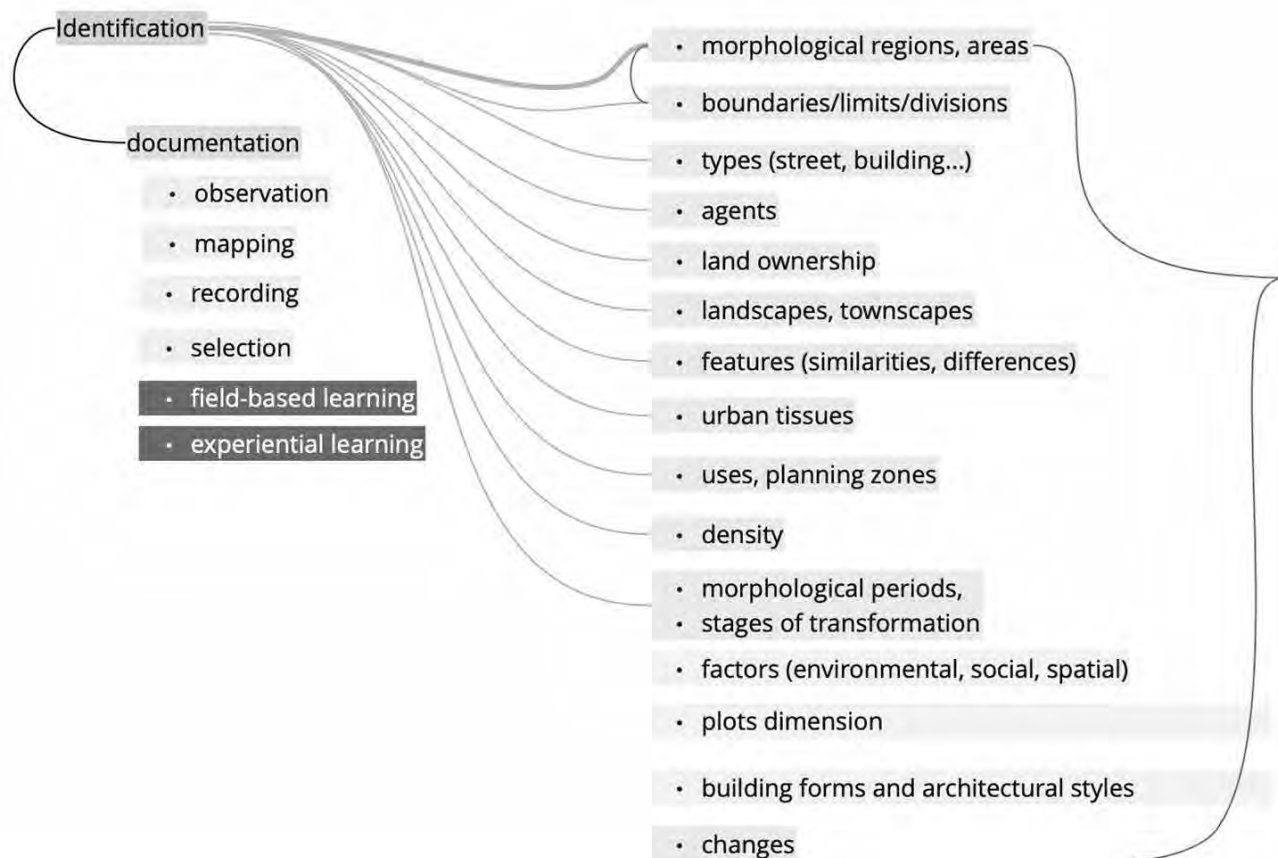 Identification
documentation
• observation
• mapping
• recording
• selection
• field-based learning
• experiential learning
• morphological regions, areas
• boundaries/limits/divisions
• types (street, building...)
• agents
• land ownership
• landscapes, townscapes
• features (similarities, differences)
• urban tissues
• uses, planning zones
• density
• morphological periods,
• stages of transformation
• factors (environmental, social, spatial)
• plots dimension
• building forms and architectural styles
• changes